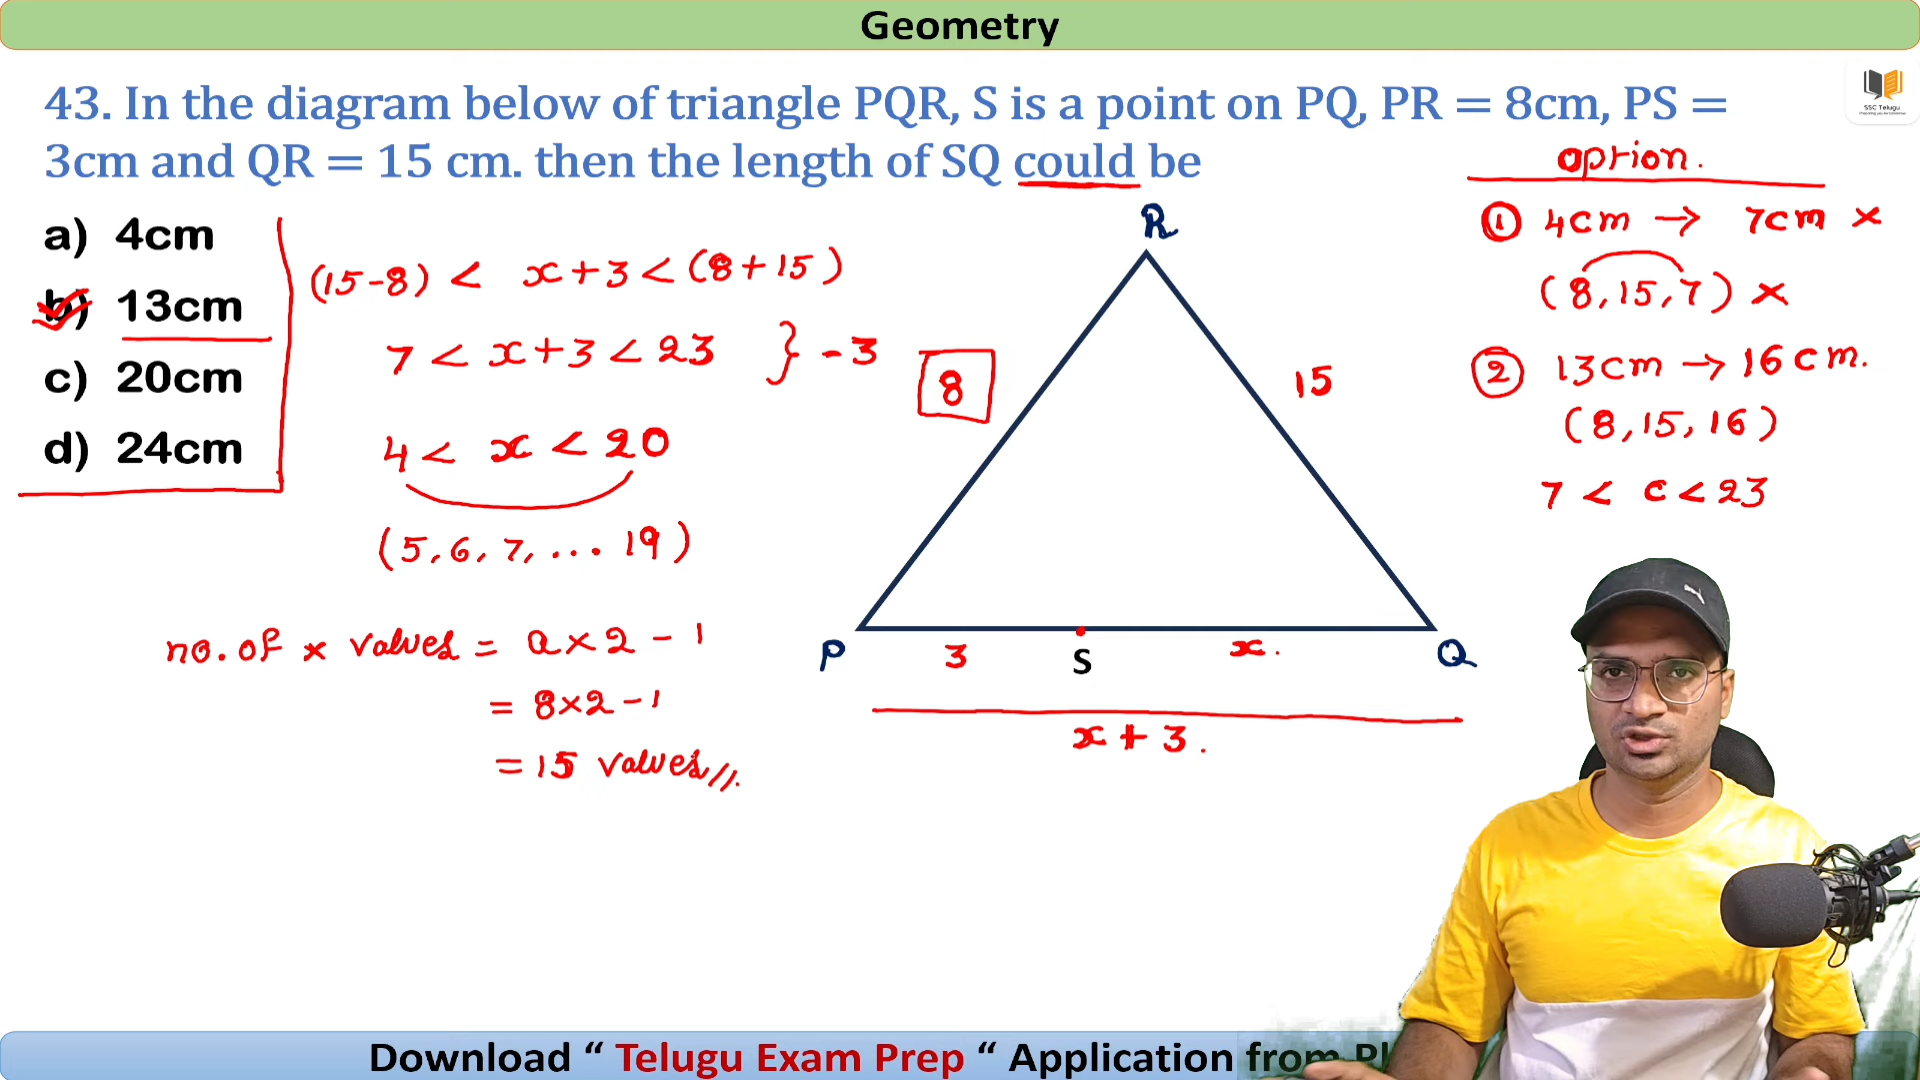 Geometry
SSC Telugu
43. In the diagram below of triangle PQR, S is a point on PQ, PR = 8cm, PS =
3cm and QR = 15 cm. then the length of SQ could be
a) 4cm
b) 13cm
c) 20cm
d) 24cm
(15-8) < x+3 < (8+15)
7 < x+3 < 23 } -3
4 < x < 20
(5, 6, 7, ... 19)
no. of x values = a×2-1
= 8×2-1
= 15 values //.
R
8
15
P
3
S
x.
Q
x+3.
option.
① 4cm → 7cm ×
(8, 15, 7) ×
② 13cm → 16cm.
(8, 15, 16)
7 < c < 23
Download “ Telugu Exam Prep “ Application from